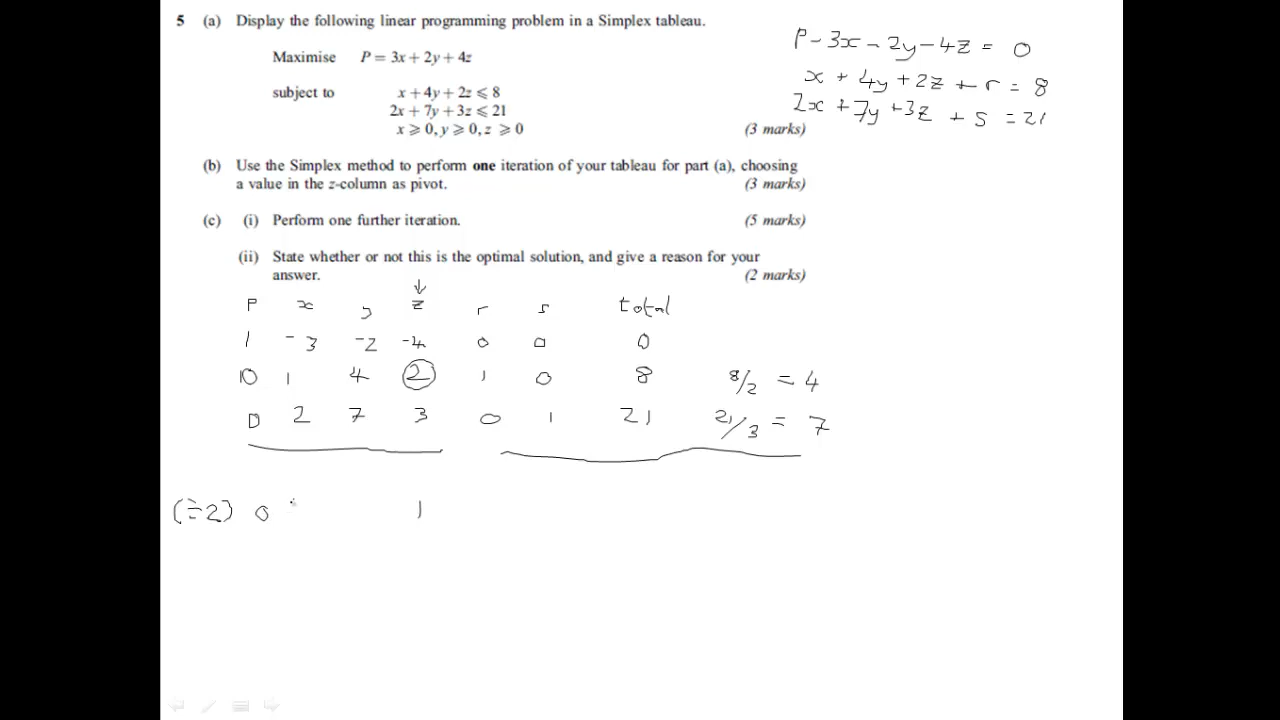 5 (a) Display the following linear programming problem in a Simplex tableau.
Maximise P = 3x + 2y + 4z
subject to x + 4y + 2z ⩽ 8
2x + 7y + 3z ⩽ 21
x ⩾ 0, y ⩾ 0, z ⩾ 0 (3 marks)
P - 3x - 2y - 4z = 0
x + 4y + 2z + r = 8
2x + 7y + 3z + s = 21
(b) Use the Simplex method to perform one iteration of your tableau for part (a), choosing
a value in the z-column as pivot. (3 marks)
(c) (i) Perform one further iteration. (5 marks)
(ii) State whether or not this is the optimal solution, and give a reason for your
answer. (2 marks)
↓
P x y z r s total
1 -3 -2 -4 0 0 0
10 1 4 2 1 0 8 8/2 = 4
0 2 7 3 0 1 21 21/3 = 7
(÷2) 0 1